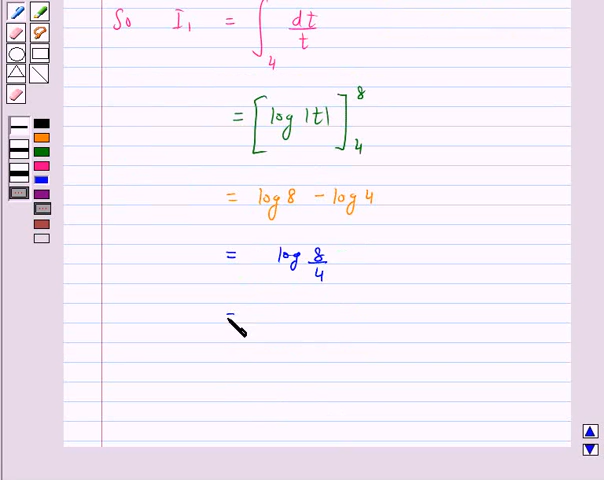 So I₁ = ∫₄ dt/t
= [log |t|]₄⁸
= log 8 - log 4
= log 8/4
=